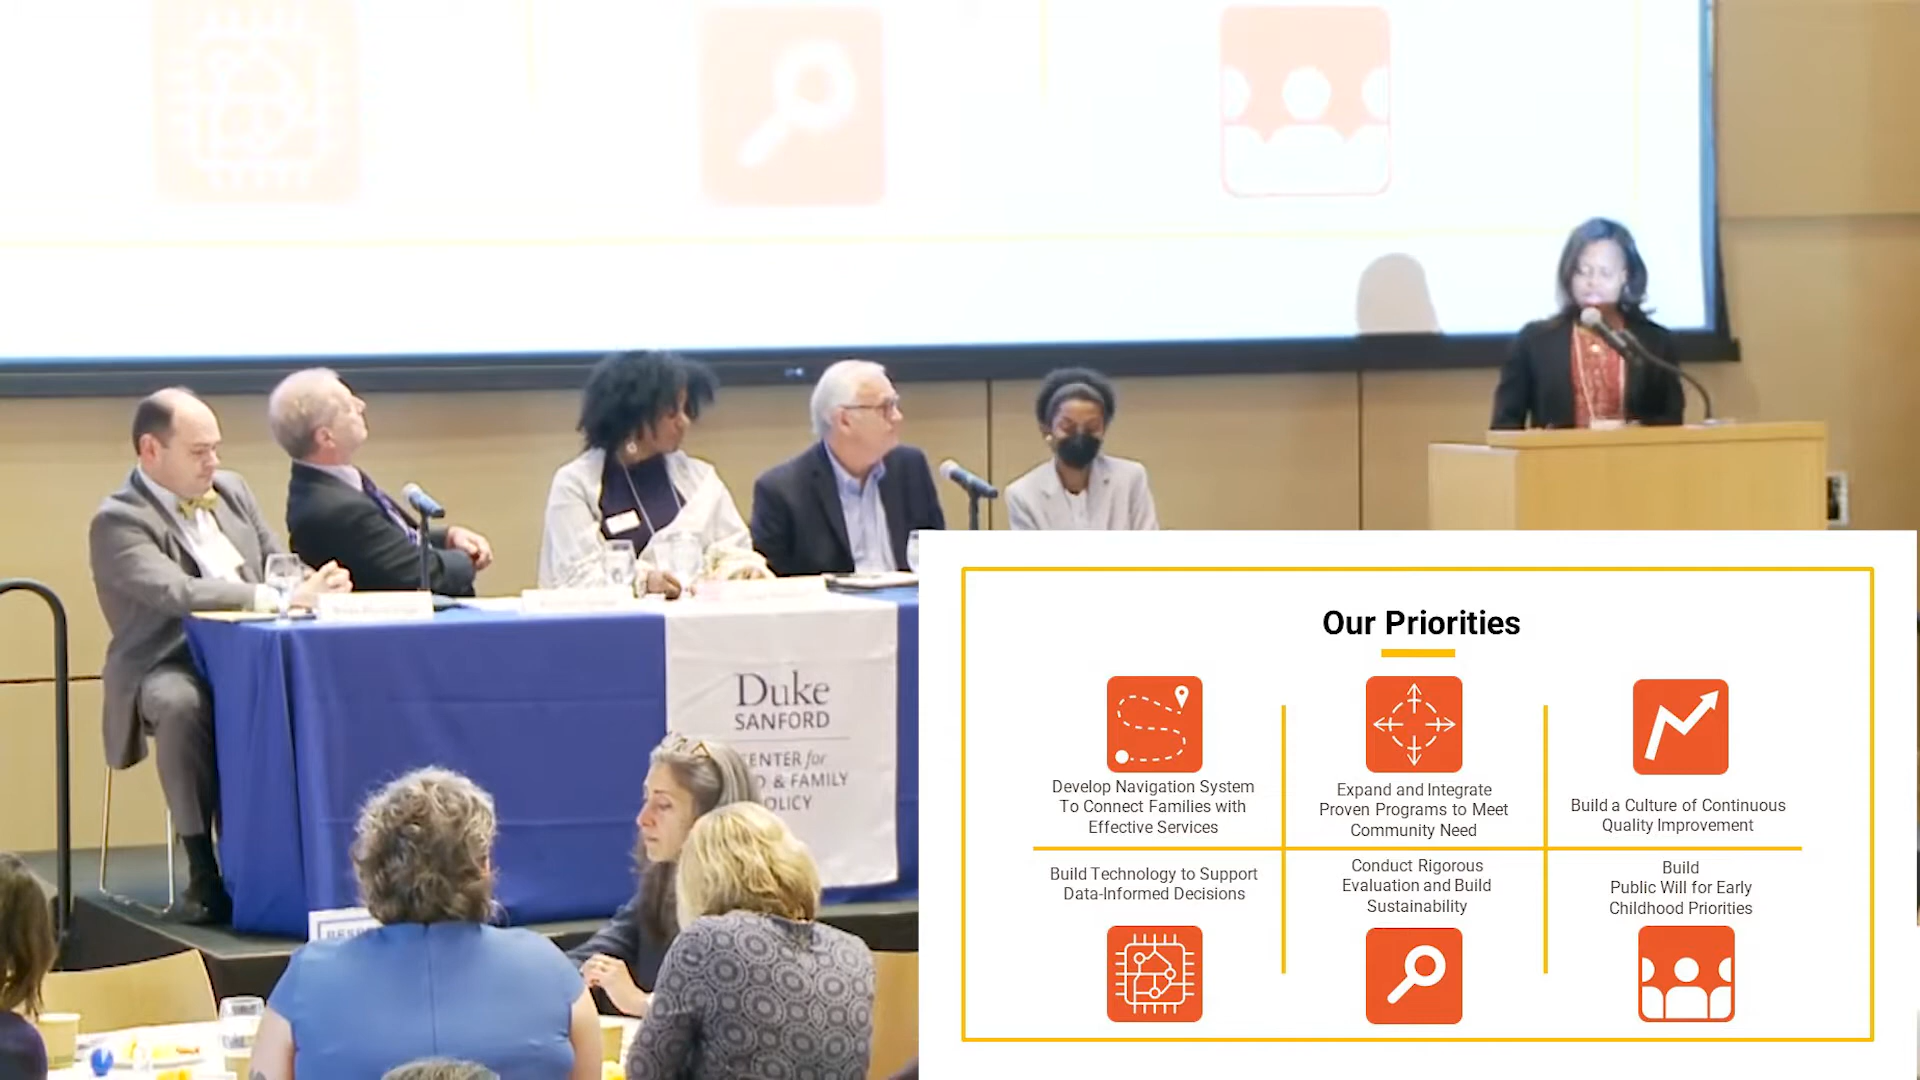 Duke
SANFORD
CENTER for
& FAMILY
POLICY
Our Priorities
Develop Navigation System
To Connect Families with
Effective Services
Expand and Integrate
Proven Programs to Meet
Community Need
Build a Culture of Continuous
Quality Improvement
Build Technology to Support
Data-Informed Decisions
Conduct Rigorous
Evaluation and Build
Sustainability
Build
Public Will for Early
Childhood Priorities